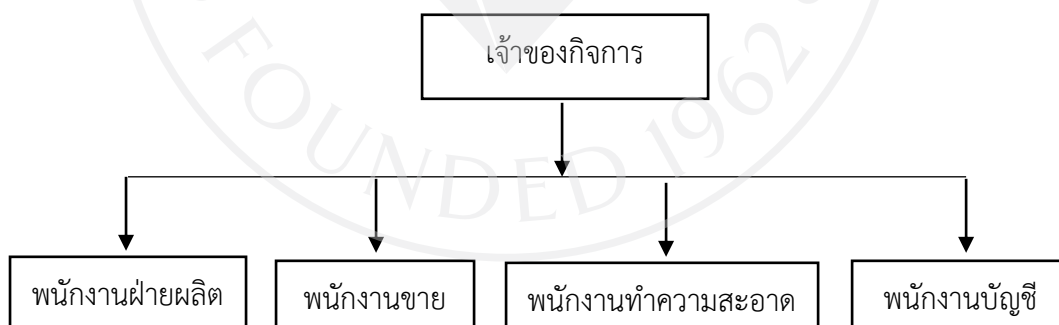 เจ้าของกิจการ
FOUNDED 1962
พนักงานฝ่ายผลิต
พนักงานขาย
พนักงานทำความสะอาด
พนักงานบัญชี